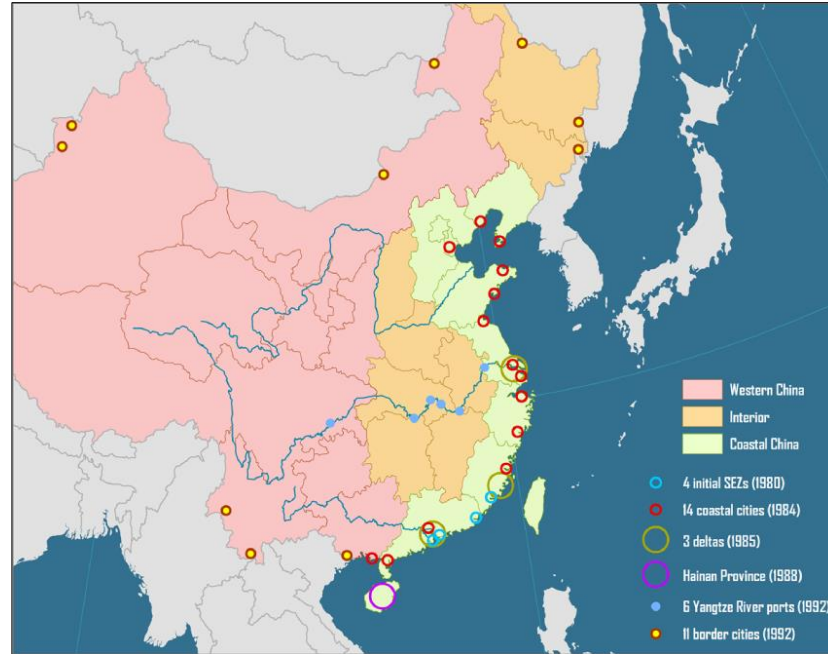 Western China
Interior
Coastal China
4 initial SEZs (1980)
14 coastal cities (1984)
3 deltas (1985)
Hainan Province (1988)
6 Yangtze River ports (1992)
11 border cities (1992)